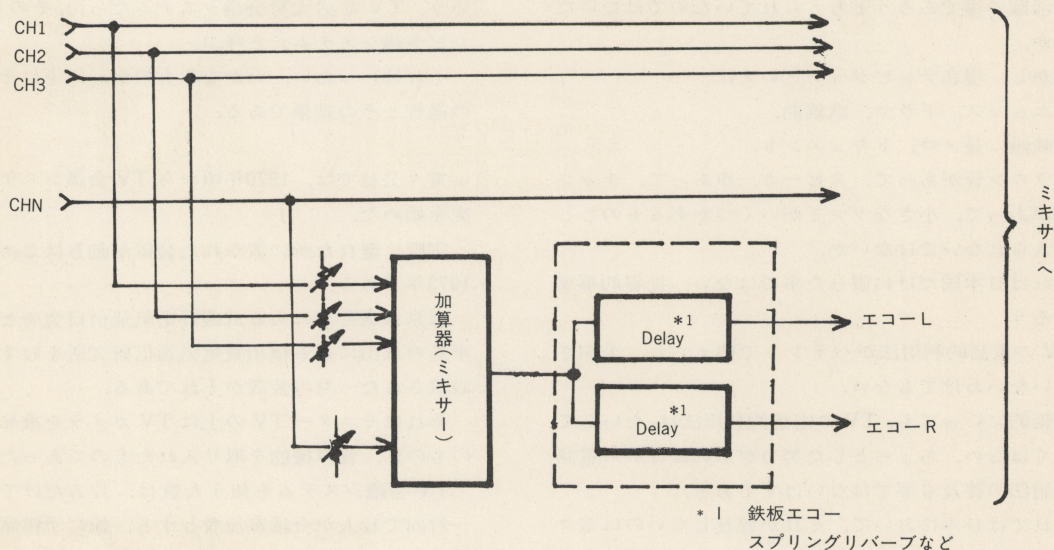 CH1
CH2
CH3
CHN
ミキサーへ
加算器(ミキサー)
*1
Delay
エコーL
*1
Delay
エコーR
*1 鉄板エコー
スプリングリバーブなど